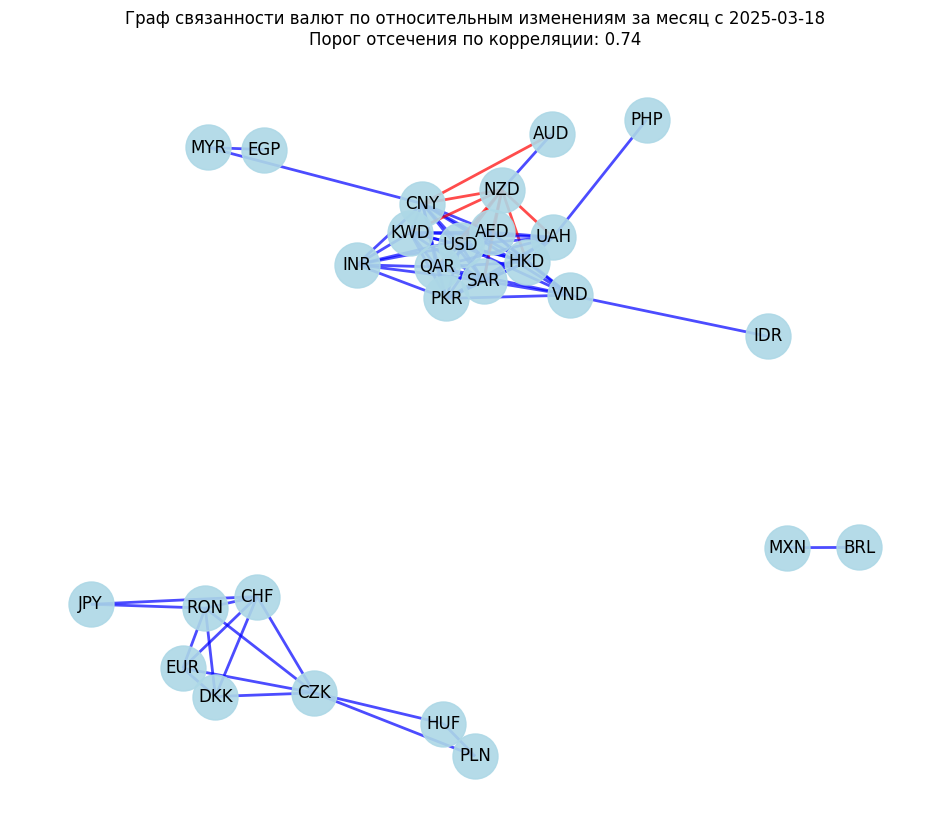 Граф связанности валют по относительным изменениям за месяц с 2025-03-18
Порог отсечения по корреляции: 0.74
PHP
AUD
MYR
EGP
NZD
CNY
KWD
AED
UAH
USD
HKD
INR
QAR
SAR
VND
PKR
IDR
MXN
BRL
CHF
JPY
RON
EUR
CZK
DKK
HUF
PLN